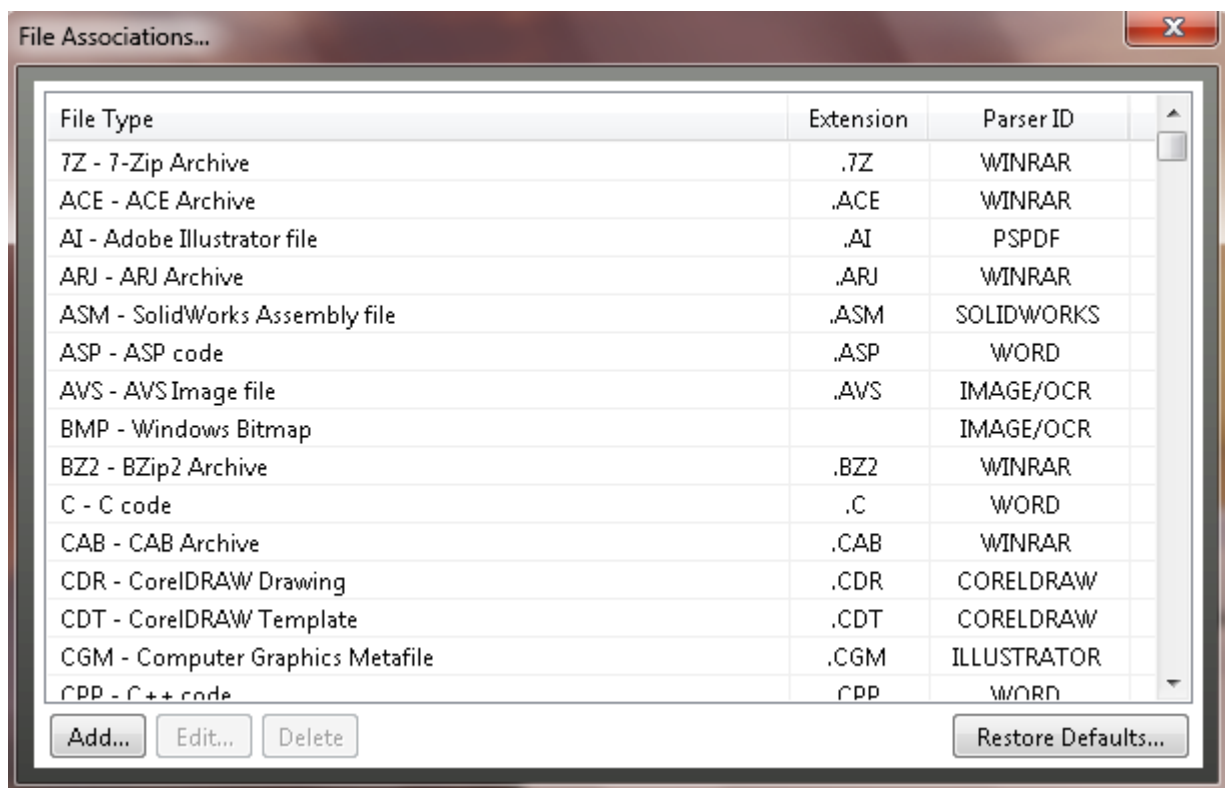 File Associations...
File Type Extension Parser ID
7Z - 7-Zip Archive .7Z WINRAR
ACE - ACE Archive .ACE WINRAR
AI - Adobe Illustrator file .AI PSPDF
ARJ - ARJ Archive .ARJ WINRAR
ASM - SolidWorks Assembly file .ASM SOLIDWORKS
ASP - ASP code .ASP WORD
AVS - AVS Image file .AVS IMAGE/OCR
BMP - Windows Bitmap IMAGE/OCR
BZ2 - BZip2 Archive .BZ2 WINRAR
C - C code .C WORD
CAB - CAB Archive .CAB WINRAR
CDR - CorelDRAW Drawing .CDR CORELDRAW
CDT - CorelDRAW Template .CDT CORELDRAW
CGM - Computer Graphics Metafile .CGM ILLUSTRATOR
CPP - C++ code .CPP WORD
Add... Edit... Delete Restore Defaults...